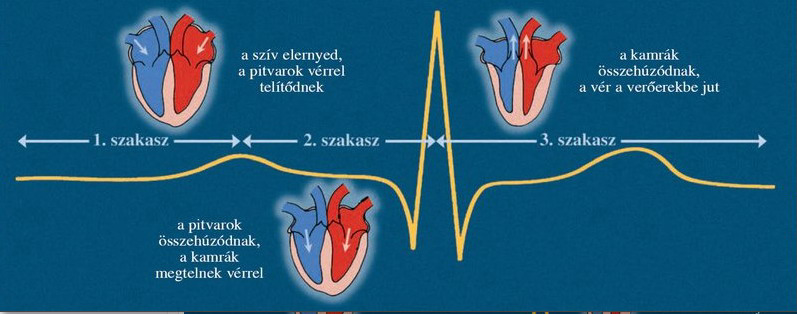 a szív elernyed,
a pitvarok vérrel
telítődnek
a kamrák
összehúzódnak,
a vér a verőerekbe jut
1. szakasz
2. szakasz
3. szakasz
a pitvarok
összehúzódnak,
a kamrák
megtelnek vérrel